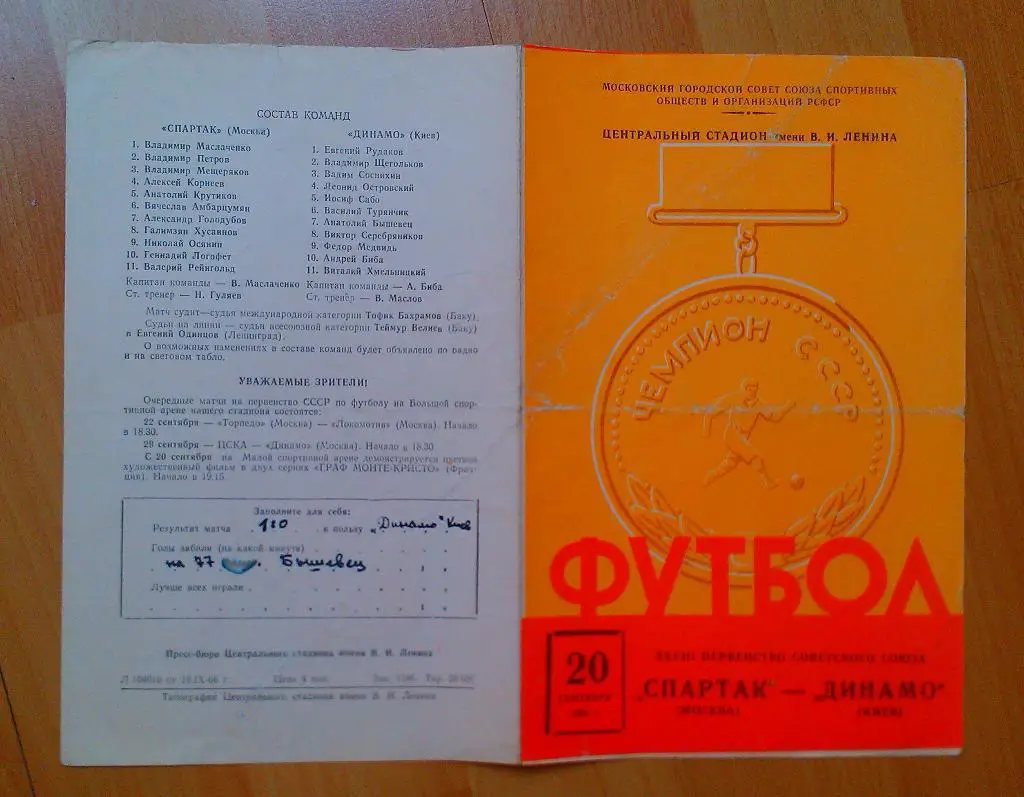 СОСТАВ КОМАНД
«СПАРТАК» (Москва)
1. Владимир Маслаченко
2. Владимир Петров
3. Владимир Мещеряков
4. Алексей Корнеев
5. Анатолий Крутиков
6. Вячеслав Амбарцумян
7. Александр Гололубов
8. Галимзян Хусаинов
9. Николай Осянин
10. Геннадий Логофет
11. Валерий Рейнгольд
Капитан команды — В. Маслаченко
Ст. тренер — Н. Гуляев
«ДИНАМО» (Киев)
1. Евгений Рудаков
2. Владимир Щегольков
3. Вадим Соснихин
4. Леонид Островский
5. Иосиф Сабо
6. Василий Турянчик
7. Анатолий Бышевец
8. Виктор Серебряников
9. Федор Медвидь
10. Андрей Биба
11. Виталий Хмельницкий
Капитан команды — А. Биба
Ст. тренер — В. Маслов
Матч судит—судья международной категории Тофик Бахрамов (Баку).
Судьи на линии — судьи всесоюзной категории Теймур Велиев (Баку)
и Евгений Одинцов (Ленинград).
О возможных изменениях в составе команд будет объявлено по радио
и на световом табло.
УВАЖАЕМЫЕ ЗРИТЕЛИ!
Очередные матчи на первенство СССР по футболу на Большой спор-
тивной арене нашего стадиона состоятся:
22 сентября — «Торпедо» (Москва) — «Локомотив» (Москва). Начало
в 18.30.
29 сентября — ЦСКА — «Динамо» (Москва). Начало в 18.30
С 20 сентября на Малой спортивной арене демонстрируется цветной
художественный фильм в двух сериях «ГРАФ МОНТЕ-КРИСТО» (Фран-
ция). Начало в 19.15.
Заполните для себя:
Результат матча 1:0 в пользу „Динамо" Киев
Голы забили (на какой минуте)
на 77 Бышевец
Лучше всех играли
Пресс-бюро Центрального стадиона имени В. И. Ленина
Цена 4 коп.
Типография Центрального стадиона имени В. И. Ленина
МОСКОВСКИЙ ГОРОДСКОЙ СОВЕТ СОЮЗА СПОРТИВНЫХ
ОБЩЕСТВ И ОРГАНИЗАЦИЙ РСФСР
ЦЕНТРАЛЬНЫЙ СТАДИОН имени В. И. ЛЕНИНА
ЧЕМПИОН СССР
ФУТБОЛ
20
СЕНТЯБРЯ
XXVIII ПЕРВЕНСТВО СОВЕТСКОГО СОЮЗА
„СПАРТАК" — „ДИНАМО"
(МОСКВА) (КИЕВ)